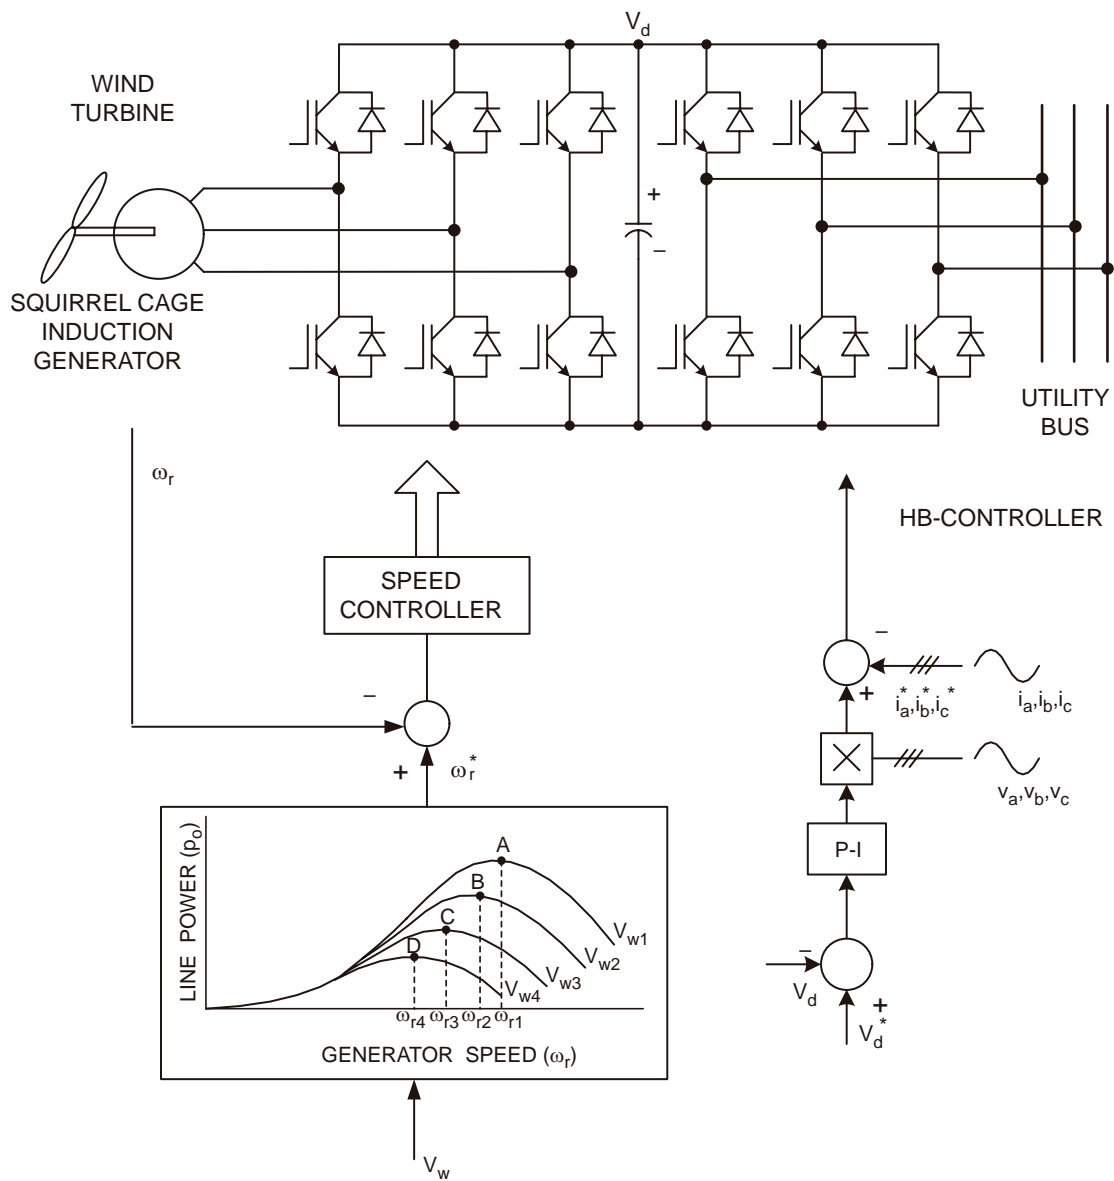 V_d
WIND
TURBINE
+
−
SQUIRREL CAGE
INDUCTION
GENERATOR
UTILITY
BUS
ω_r
HB-CONTROLLER
SPEED
CONTROLLER
−
+
ω_r^*
−
+
i_a^*,i_b^*,i_c^*
i_a,i_b,i_c
v_a,v_b,v_c
P-I
−
V_d
+
V_d^*
LINE POWER (p_o)
A
B
C
D
V_w1
V_w2
V_w3
V_w4
ω_r4 ω_r3 ω_r2 ω_r1
GENERATOR SPEED (ω_r)
V_w